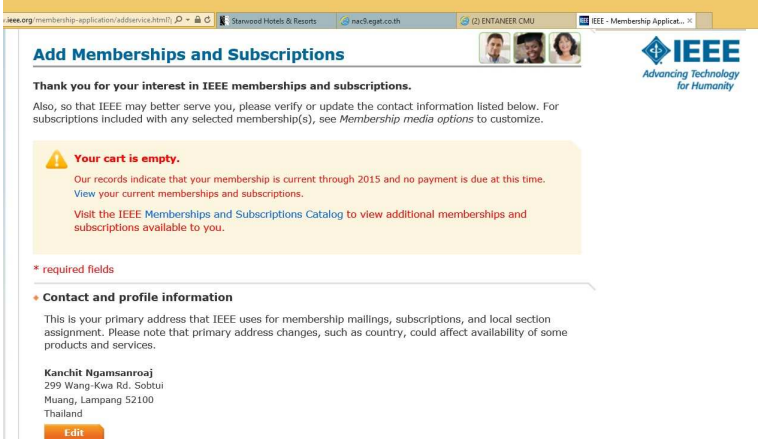 .ieee.org/membership-application/addservice.html?
Starwood Hotels & Resorts
nac9.egat.co.th
(2) ENTANEER CMU
IEEE - Membership Applicat...
Add Memberships and Subscriptions
IEEE
Advancing Technology
for Humanity
Thank you for your interest in IEEE memberships and subscriptions.
Also, so that IEEE may better serve you, please verify or update the contact information listed below. For
subscriptions included with any selected membership(s), see Membership media options to customize.
Your cart is empty.
Our records indicate that your membership is current through 2015 and no payment is due at this time.
View your current memberships and subscriptions.
Visit the IEEE Memberships and Subscriptions Catalog to view additional memberships and
subscriptions available to you.
* required fields
Contact and profile information
This is your primary address that IEEE uses for membership mailings, subscriptions, and local section
assignment. Please note that primary address changes, such as country, could affect availability of some
products and services.
Kanchit Ngamsanroaj
299 Wang-Kwa Rd. Sobtui
Muang, Lampang 52100
Thailand
Edit